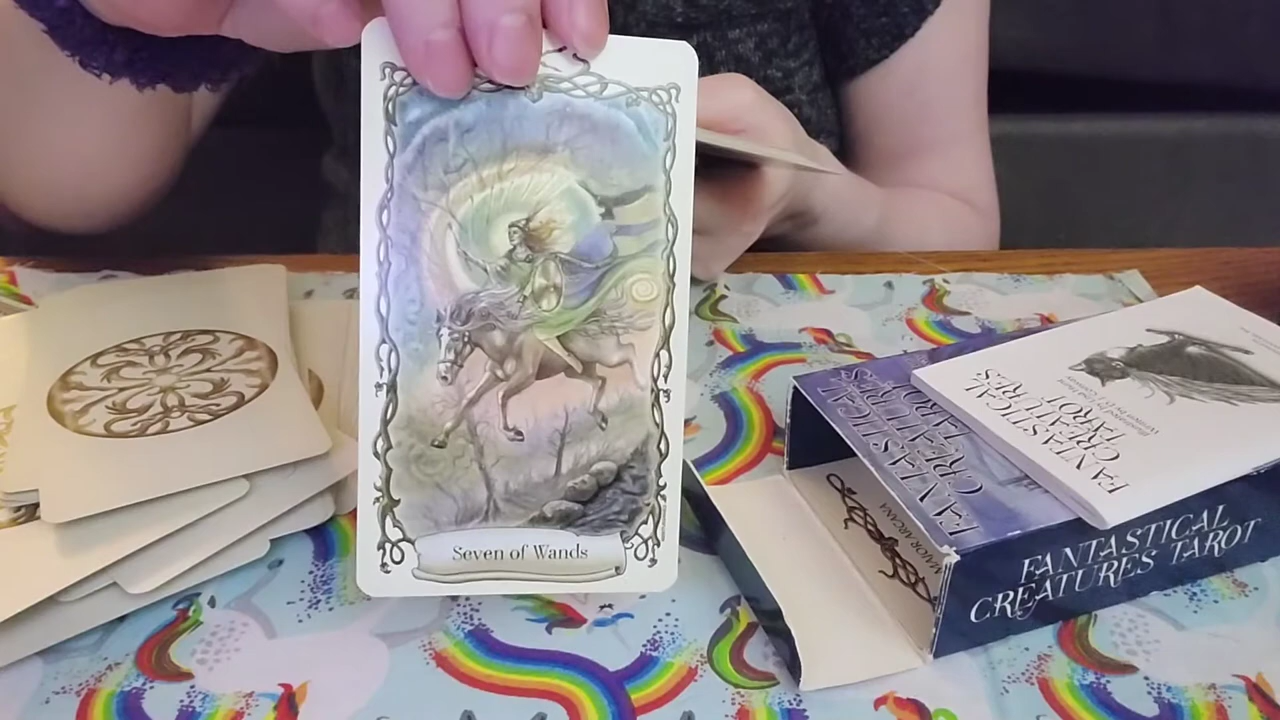 Seven of Wands
FANTASTICAL
CREATURES
TAROT
FANTASTICAL
CREATURES
TAROT
MAJOR ARCANA
FANTASTICAL
CREATURES TAROT